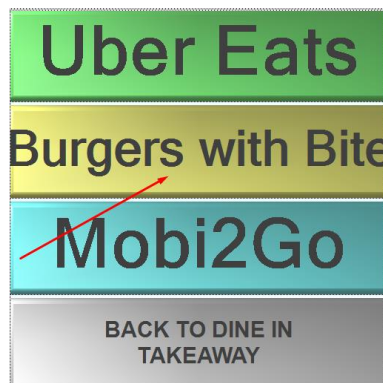 Uber Eats
Burgers with Bite
Mobi2Go
BACK TO DINE IN
TAKEAWAY